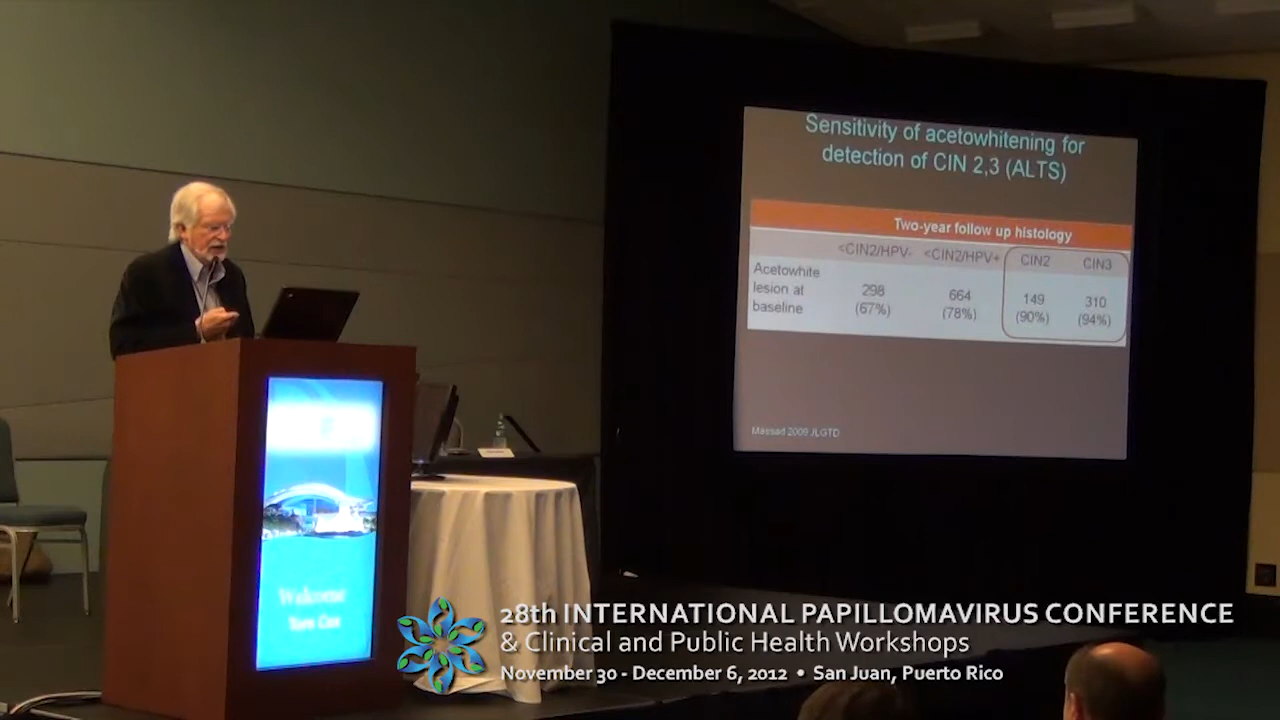 Sensitivity of acetowhitening for
detection of CIN 2,3 (ALTS)
Two-year follow up histology
<CIN2/HPV- <CIN2/HPV+ CIN2 CIN3
Acetowhite
lesion at
baseline
298 664 149 310
(67%) (78%) (90%) (94%)
Massad 2009 JLGTD
Welcome
28th INTERNATIONAL PAPILLOMAVIRUS CONFERENCE
& Clinical and Public Health Workshops
November 30 - December 6, 2012 • San Juan, Puerto Rico